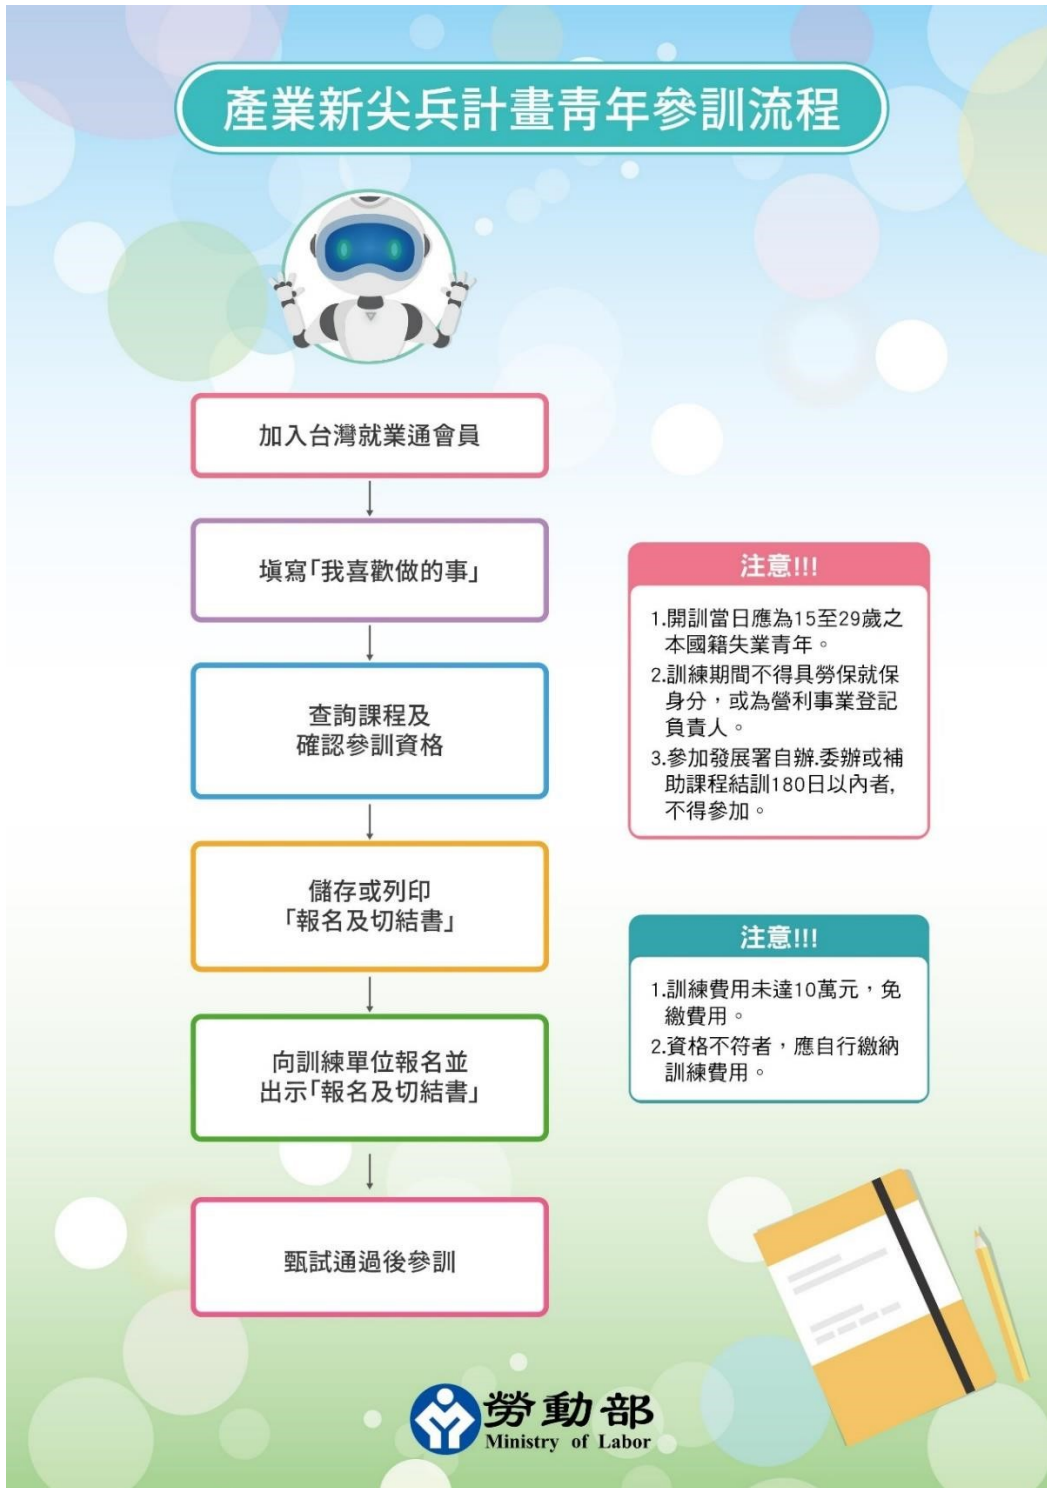 產業新尖兵計畫青年參訓流程
加入台灣就業通會員
填寫「我喜歡做的事」
查詢課程及
確認參訓資格
儲存或列印
「報名及切結書」
向訓練單位報名並
出示「報名及切結書」
甄試通過後參訓
注意!!!
1.開訓當日應為15至29歲之
本國籍失業青年。
2.訓練期間不得具勞保就保
身分，或為營利事業登記
負責人。
3.參加發展署自辦.委辦或補
助課程結訓180日以內者,
不得參加。
注意!!!
1.訓練費用未達10萬元，免
繳費用。
2.資格不符者，應自行繳納
訓練費用。
勞動部
Ministry of Labor